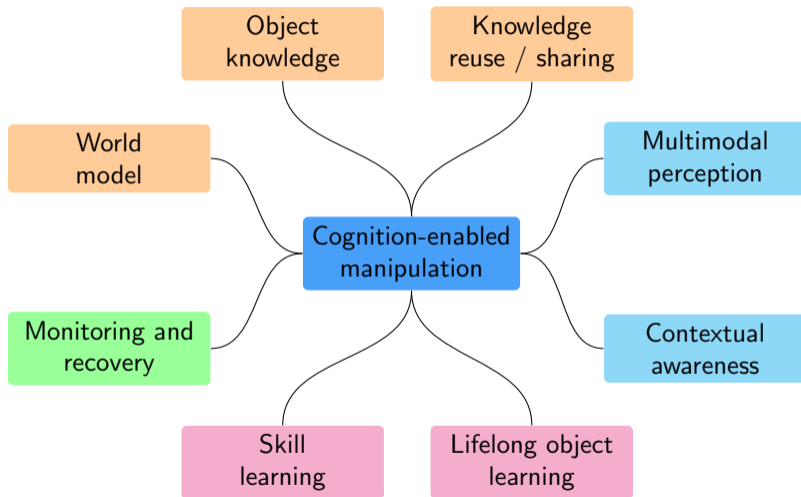 Object
knowledge
Knowledge
reuse / sharing
World
model
Multimodal
perception
Cognition-enabled
manipulation
Monitoring and
recovery
Contextual
awareness
Skill
learning
Lifelong object
learning